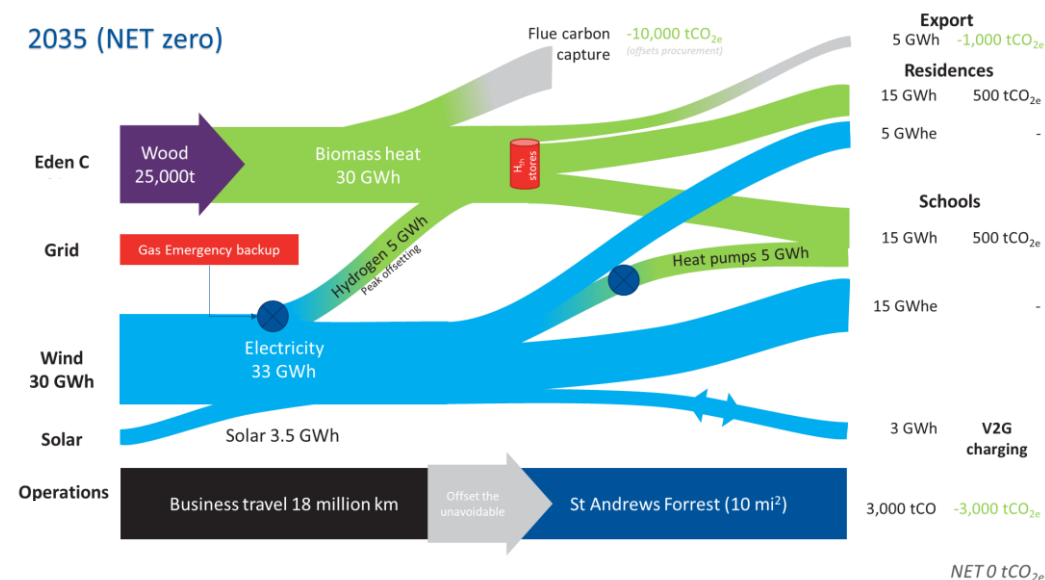 2035 (NET zero)
Flue carbon
capture
-10,000 tCO2e
(offsets procurement)
Export
5 GWh -1,000 tCO2e
Residences
15 GWh 500 tCO2e
5 GWhe -
Eden C
Wood
25,000t
Biomass heat
30 GWh
Hth
stores
Schools
15 GWh 500 tCO2e
15 GWhe -
Grid
Gas Emergency backup
Hydrogen 5 GWh
Peak offsetting
Heat pumps 5 GWh
Wind
30 GWh
Electricity
33 GWh
Solar
Solar 3.5 GWh
3 GWh V2G
charging
Operations
Business travel 18 million km
Offset the
unavoidable
St Andrews Forrest (10 mi²)
3,000 tCO -3,000 tCO2e
NET 0 tCO2e